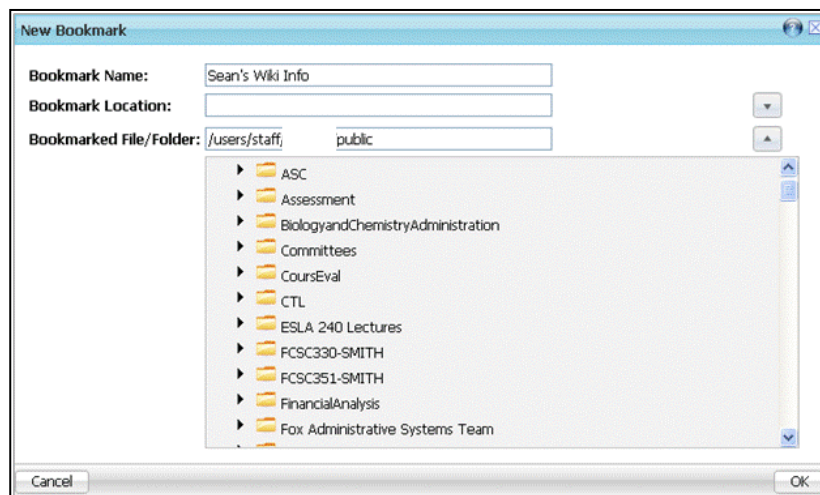 New Bookmark
Bookmark Name: Sean's Wiki Info
Bookmark Location:
Bookmarked File/Folder: /users/staff/ public
ASC
Assessment
BiologyandChemistryAdministration
Committees
CoursEval
CTL
ESLA 240 Lectures
FCSC330-SMITH
FCSC351-SMITH
FinancialAnalysis
Fox Administrative Systems Team
Cancel OK